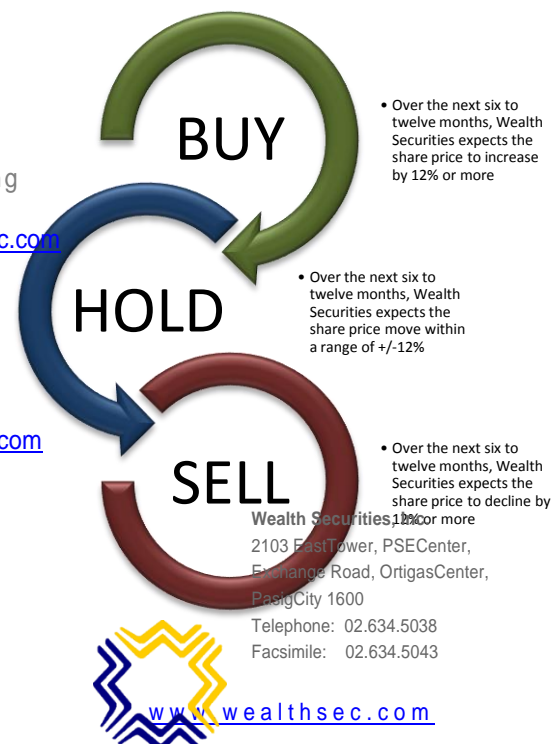 BUY
• Over the next six to
twelve months, Wealth
Securities expects the
share price to increase
by 12% or more
g
c.com
HOLD
• Over the next six to
twelve months, Wealth
Securities expects the
share price move within
a range of +/-12%
com
SELL
• Over the next six to
twelve months, Wealth
Securities expects the
share price to decline by
12% or more
Wealth Securities, Inc.
2103 EastTower, PSECenter,
Exchange Road, OrtigasCenter,
PasigCity 1600
Telephone: 02.634.5038
Facsimile: 02.634.5043
www.wealthsec.com